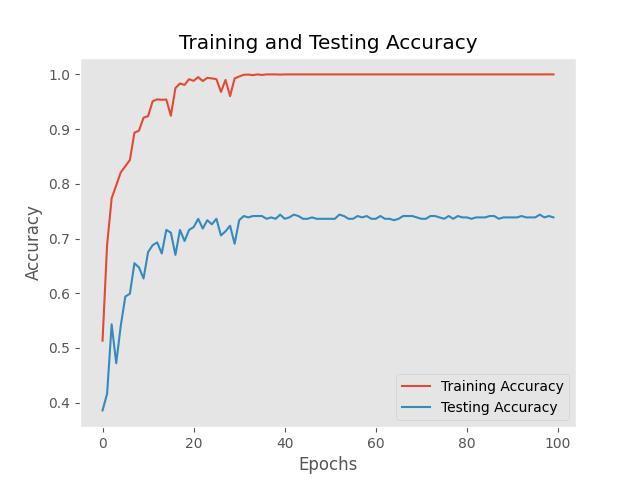 Training and Testing Accuracy
1.0
0.9
0.8
0.7
0.6
0.5
0.4
Accuracy
0 20 40 60 80 100
Epochs
Training Accuracy
Testing Accuracy